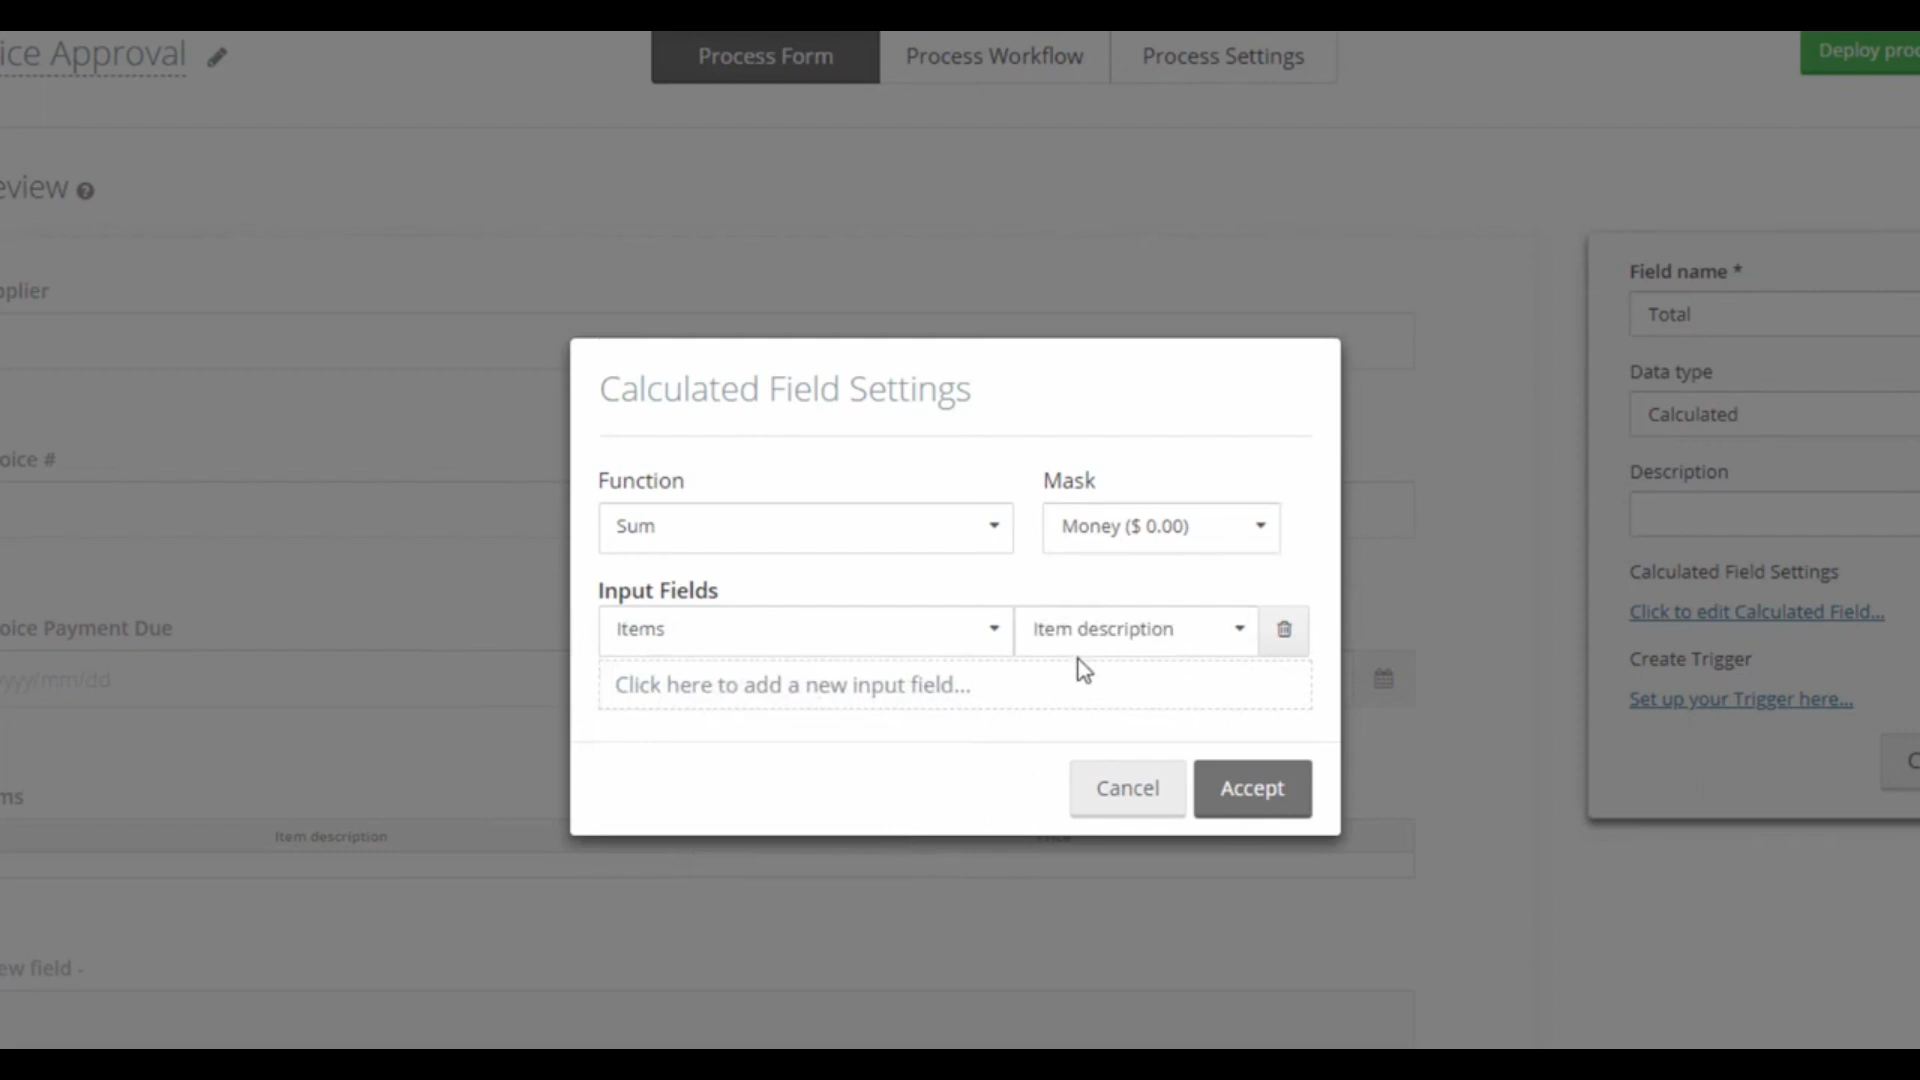 ice Approval
Process Form
Process Workflow
Process Settings
Deploy proc
eview
pplier
oice #
oice Payment Due
yyyy/mm/dd
ms
Item description
ew field -
Calculated Field Settings
Function
Mask
Sum
Money ($ 0.00)
Input Fields
Items
Item description
Click here to add a new input field...
Cancel
Accept
Field name *
Total
Data type
Calculated
Description
Calculated Field Settings
Click to edit Calculated Field...
Create Trigger
Set up your Trigger here...
C